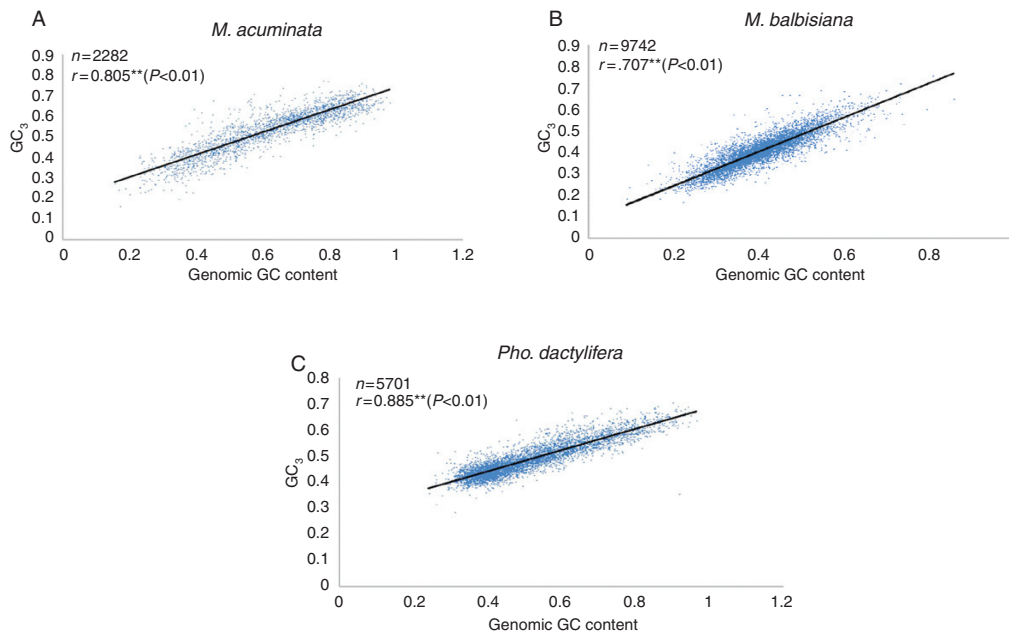 A
M. acuminata
n=2282
r=0.805**(P<0.01)
0.9
0.8
0.7
0.6
0.5
0.4
0.3
0.2
0.1
0
GC3
0 0.2 0.4 0.6 0.8 1 1.2
Genomic GC content
B
M. balbisiana
n=9742
r=.707**(P<0.01)
0.9
0.8
0.7
0.6
0.5
0.4
0.3
0.2
0.1
0
GC3
0 0.2 0.4 0.6 0.8
Genomic GC content
C
Pho. dactylifera
n=5701
r=0.885**(P<0.01)
0.8
0.7
0.6
0.5
0.4
0.3
0.2
0.1
0
GC3
0 0.2 0.4 0.6 0.8 1 1.2
Genomic GC content